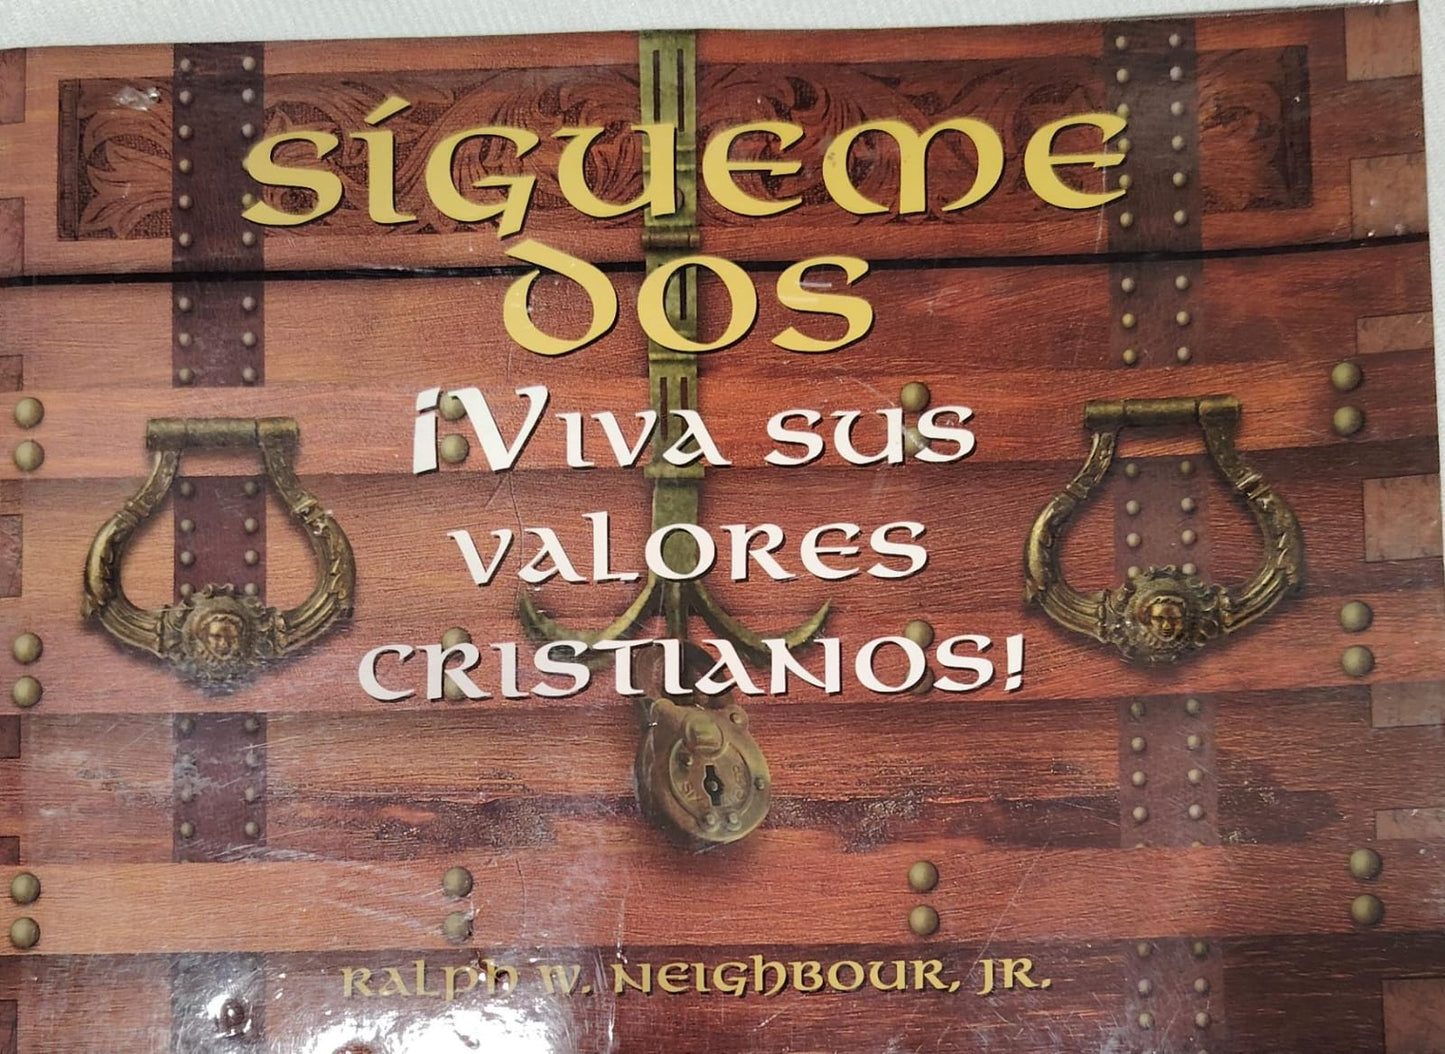 SÍGUEME
DOS
¡VIVA SUS
VALORES
CRISTIANOS!
RALPH W. NEIGHBOUR, JR.